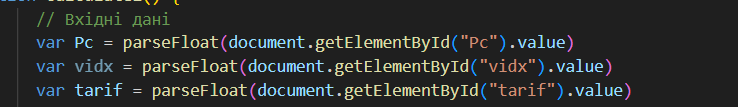 // Вхідні дані
var Pc = parseFloat(document.getElementById("Pc").value)
var vidx = parseFloat(document.getElementById("vidx").value)
var tarif = parseFloat(document.getElementById("tarif").value)